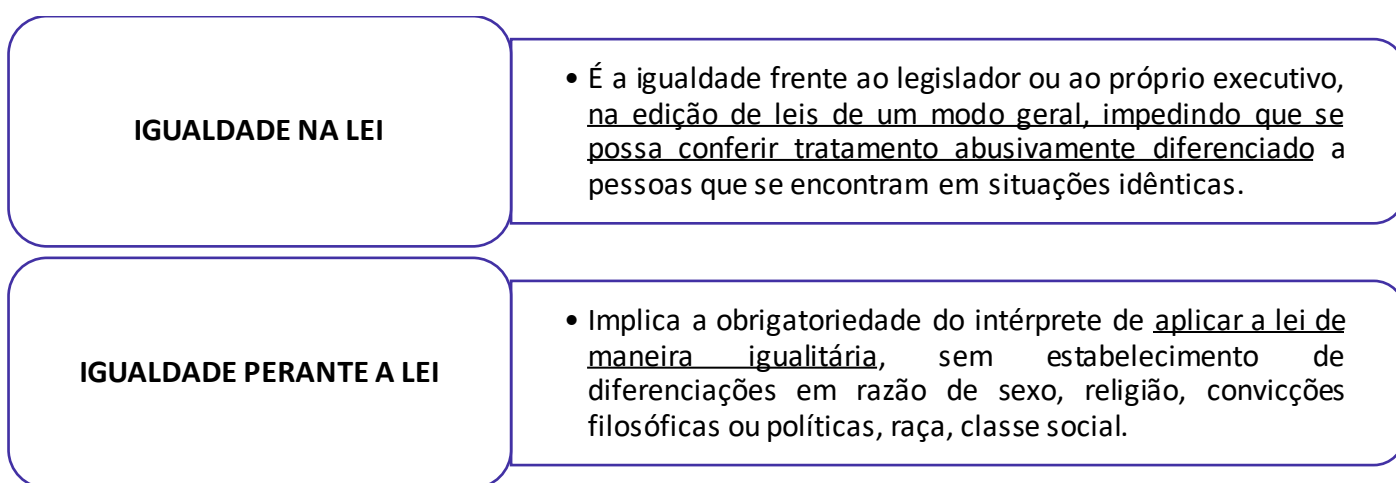 IGUALDADE NA LEI
• É a igualdade frente ao legislador ou ao próprio executivo,
na edição de leis de um modo geral, impedindo que se
possa conferir tratamento abusivamente diferenciado a
pessoas que se encontram em situações idênticas.
IGUALDADE PERANTE A LEI
• Implica a obrigatoriedade do intérprete de aplicar a lei de
maneira igualitária, sem estabelecimento de
diferenciações em razão de sexo, religião, convicções
filosóficas ou políticas, raça, classe social.